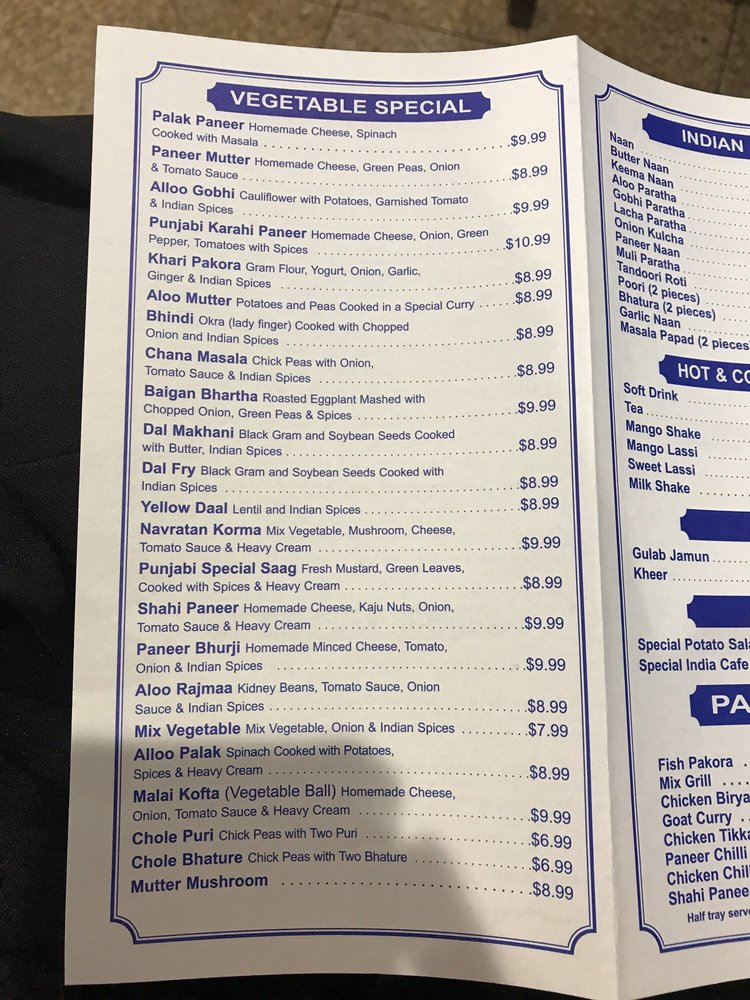 VEGETABLE SPECIAL
Palak Paneer Homemade Cheese, Spinach
Cooked with Masala $9.99
Paneer Mutter Homemade Cheese, Green Peas, Onion
& Tomato Sauce $8.99
Alloo Gobhi Cauliflower with Potatoes, Garnished Tomato
& Indian Spices $9.99
Punjabi Karahi Paneer Homemade Cheese, Onion, Green
Pepper, Tomatoes with Spices $10.99
Khari Pakora Gram Flour, Yogurt, Onion, Garlic,
Ginger & Indian Spices $8.99
Aloo Mutter Potatoes and Peas Cooked in a Special Curry $8.99
Bhindi Okra (lady finger) Cooked with Chopped
Onion and Indian Spices $8.99
Chana Masala Chick Peas with Onion,
Tomato Sauce & Indian Spices $8.99
Baigan Bhartha Roasted Eggplant Mashed with
Chopped Onion, Green Peas & Spices $9.99
Dal Makhani Black Gram and Soybean Seeds Cooked
with Butter, Indian Spices $8.99
Dal Fry Black Gram and Soybean Seeds Cooked with
Indian Spices $8.99
Yellow Daal Lentil and Indian Spices $8.99
Navratan Korma Mix Vegetable, Mushroom, Cheese,
Tomato Sauce & Heavy Cream $9.99
Punjabi Special Saag Fresh Mustard, Green Leaves,
Cooked with Spices & Heavy Cream $8.99
Shahi Paneer Homemade Cheese, Kaju Nuts, Onion,
Tomato Sauce & Heavy Cream $9.99
Paneer Bhurji Homemade Minced Cheese, Tomato,
Onion & Indian Spices $9.99
Aloo Rajmaa Kidney Beans, Tomato Sauce, Onion
Sauce & Indian Spices $8.99
Mix Vegetable Mix Vegetable, Onion & Indian Spices $7.99
Alloo Palak Spinach Cooked with Potatoes,
Spices & Heavy Cream $8.99
Malai Kofta (Vegetable Ball) Homemade Cheese,
Onion, Tomato Sauce & Heavy Cream $9.99
Chole Puri Chick Peas with Two Puri $6.99
Chole Bhature Chick Peas with Two Bhature $6.99
Mutter Mushroom $8.99
INDIAN
Naan
Butter Naan
Keema Naan
Aloo Paratha
Gobhi Paratha
Lacha Paratha
Onion Kulcha
Paneer Naan
Muli Paratha
Tandoori Roti
Poori (2 pieces)
Bhatura (2 pieces)
Garlic Naan
Masala Papad (2 pieces
HOT & CO
Soft Drink
Tea
Mango Shake
Mango Lassi
Sweet Lassi
Milk Shake
Gulab Jamun
Kheer
Special Potato Sala
Special India Cafe
PA
Fish Pakora
Mix Grill
Chicken Birya
Goat Curry
Chicken Tikka
Paneer Chilli
Chicken Chil
Shahi Paneer
Half tray serve